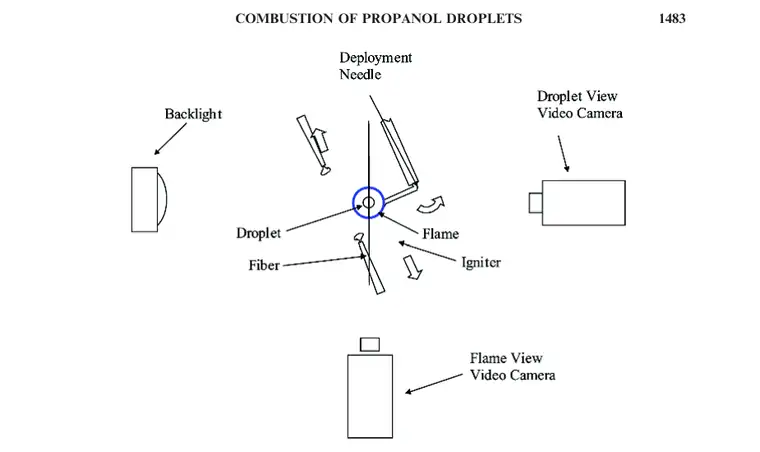 COMBUSTION OF PROPANOL DROPLETS 1483
Deployment
Needle
Backlight
Droplet View
Video Camera
Droplet
Flame
Fiber
Igniter
Flame View
Video Camera